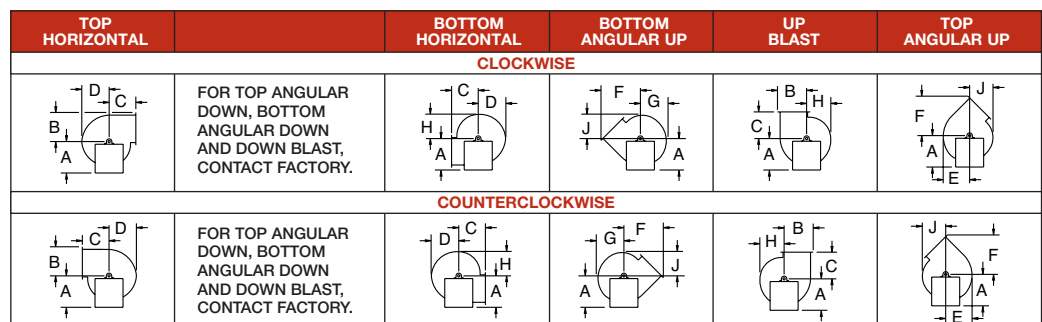 TOP
HORIZONTAL
BOTTOM
HORIZONTAL
BOTTOM
ANGULAR UP
UP
BLAST
TOP
ANGULAR UP
CLOCKWISE
D
C
B
A
FOR TOP ANGULAR
DOWN, BOTTOM
ANGULAR DOWN
AND DOWN BLAST,
CONTACT FACTORY.
C
D
H
A
F
G
J
A
B
H
C
A
J
F
A
E
COUNTERCLOCKWISE
D
C
B
A
FOR TOP ANGULAR
DOWN, BOTTOM
ANGULAR DOWN
AND DOWN BLAST,
CONTACT FACTORY.
C
D
H
A
F
G
J
A
B
H
C
A
J
F
A
E